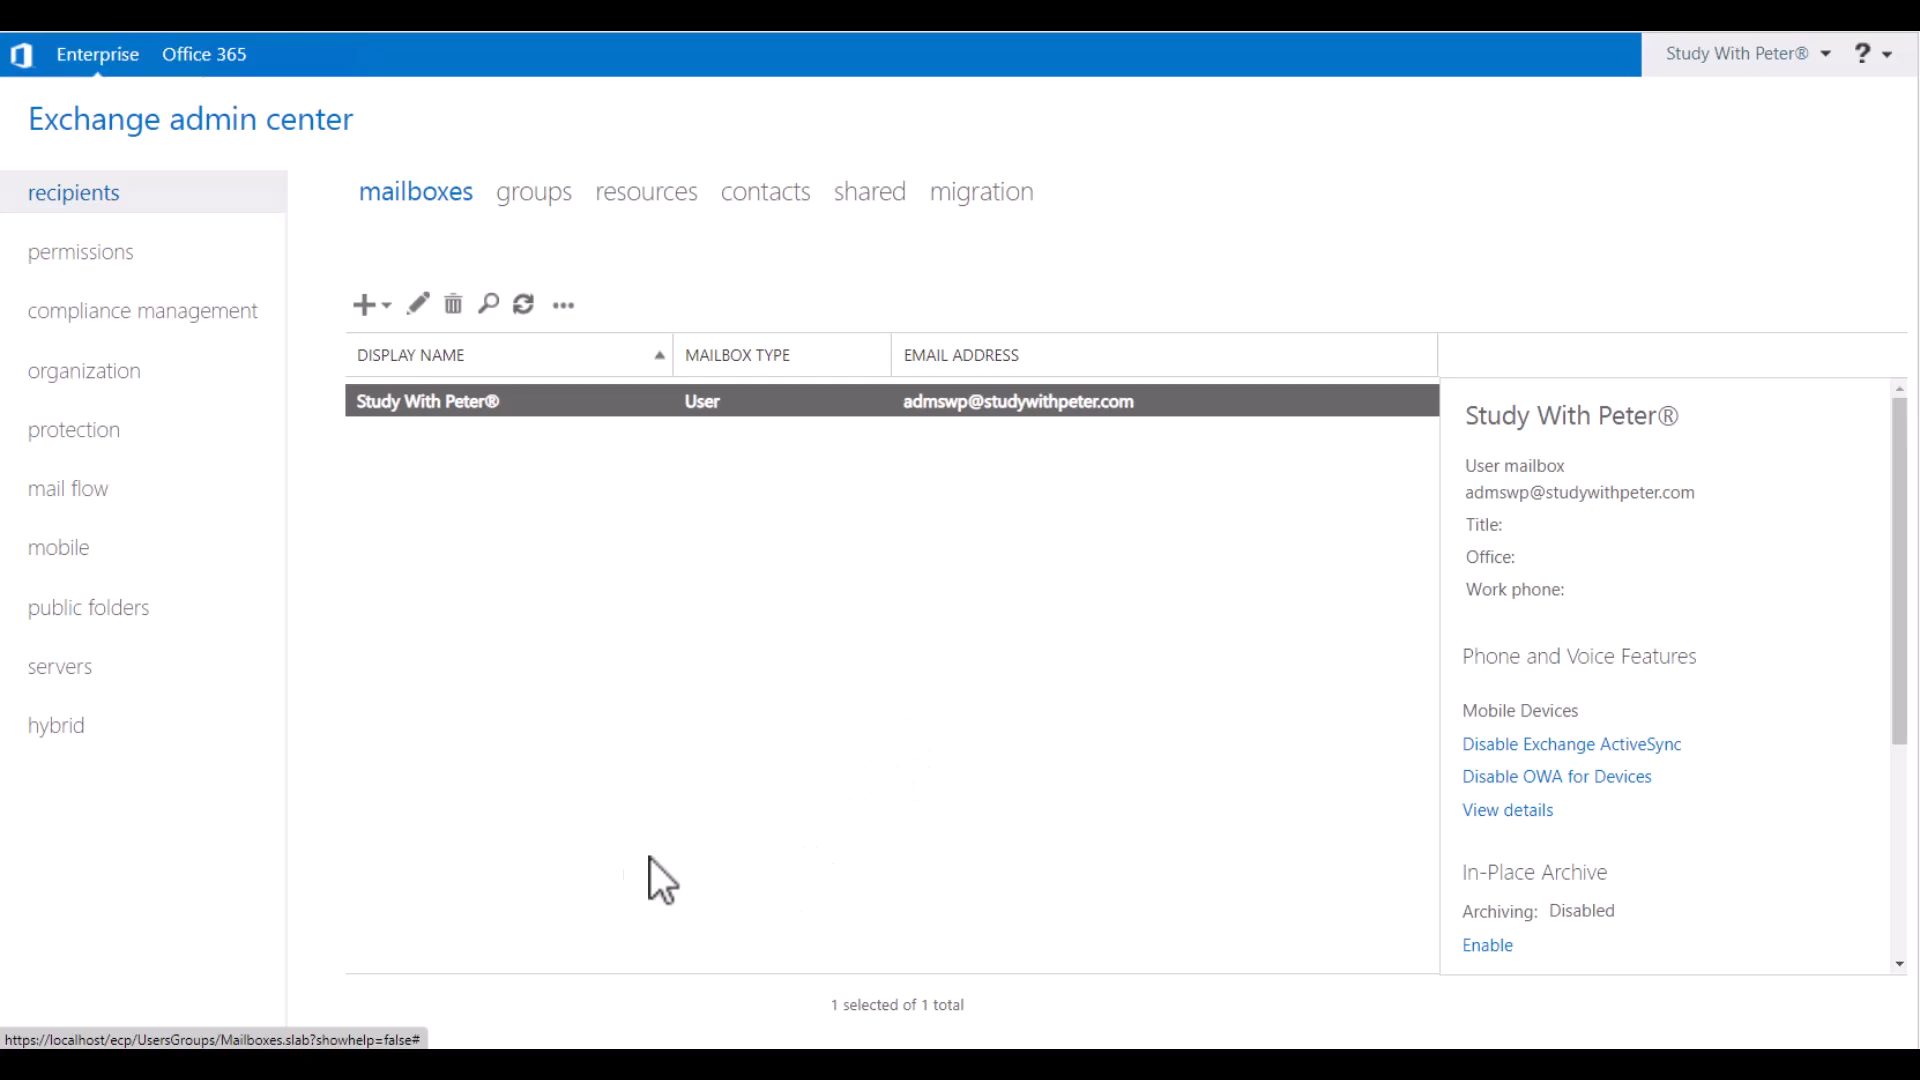 Enterprise Office 365 Study With Peter® ?
Exchange admin center
recipients
permissions
compliance management
organization
protection
mail flow
mobile
public folders
servers
hybrid
mailboxes groups resources contacts shared migration
DISPLAY NAME MAILBOX TYPE EMAIL ADDRESS
Study With Peter® User admswp@studywithpeter.com
Study With Peter®
User mailbox
admswp@studywithpeter.com
Title:
Office:
Work phone:
Phone and Voice Features
Mobile Devices
Disable Exchange ActiveSync
Disable OWA for Devices
View details
In-Place Archive
Archiving: Disabled
Enable
1 selected of 1 total
https://localhost/ecp/UsersGroups/Mailboxes.slab?showhelp=false#